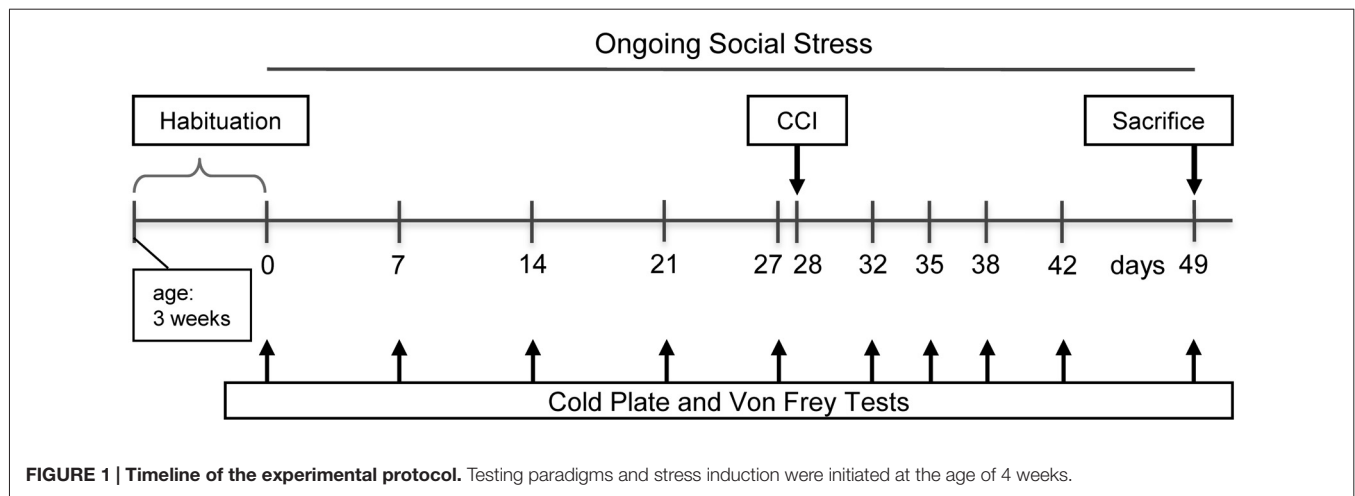 Ongoing Social Stress
Habituation
CCI
Sacrifice
0 7 14 21 27 28 32 35 38 42 days 49
age:
3 weeks
Cold Plate and Von Frey Tests
FIGURE 1 | Timeline of the experimental protocol. Testing paradigms and stress induction were initiated at the age of 4 weeks.